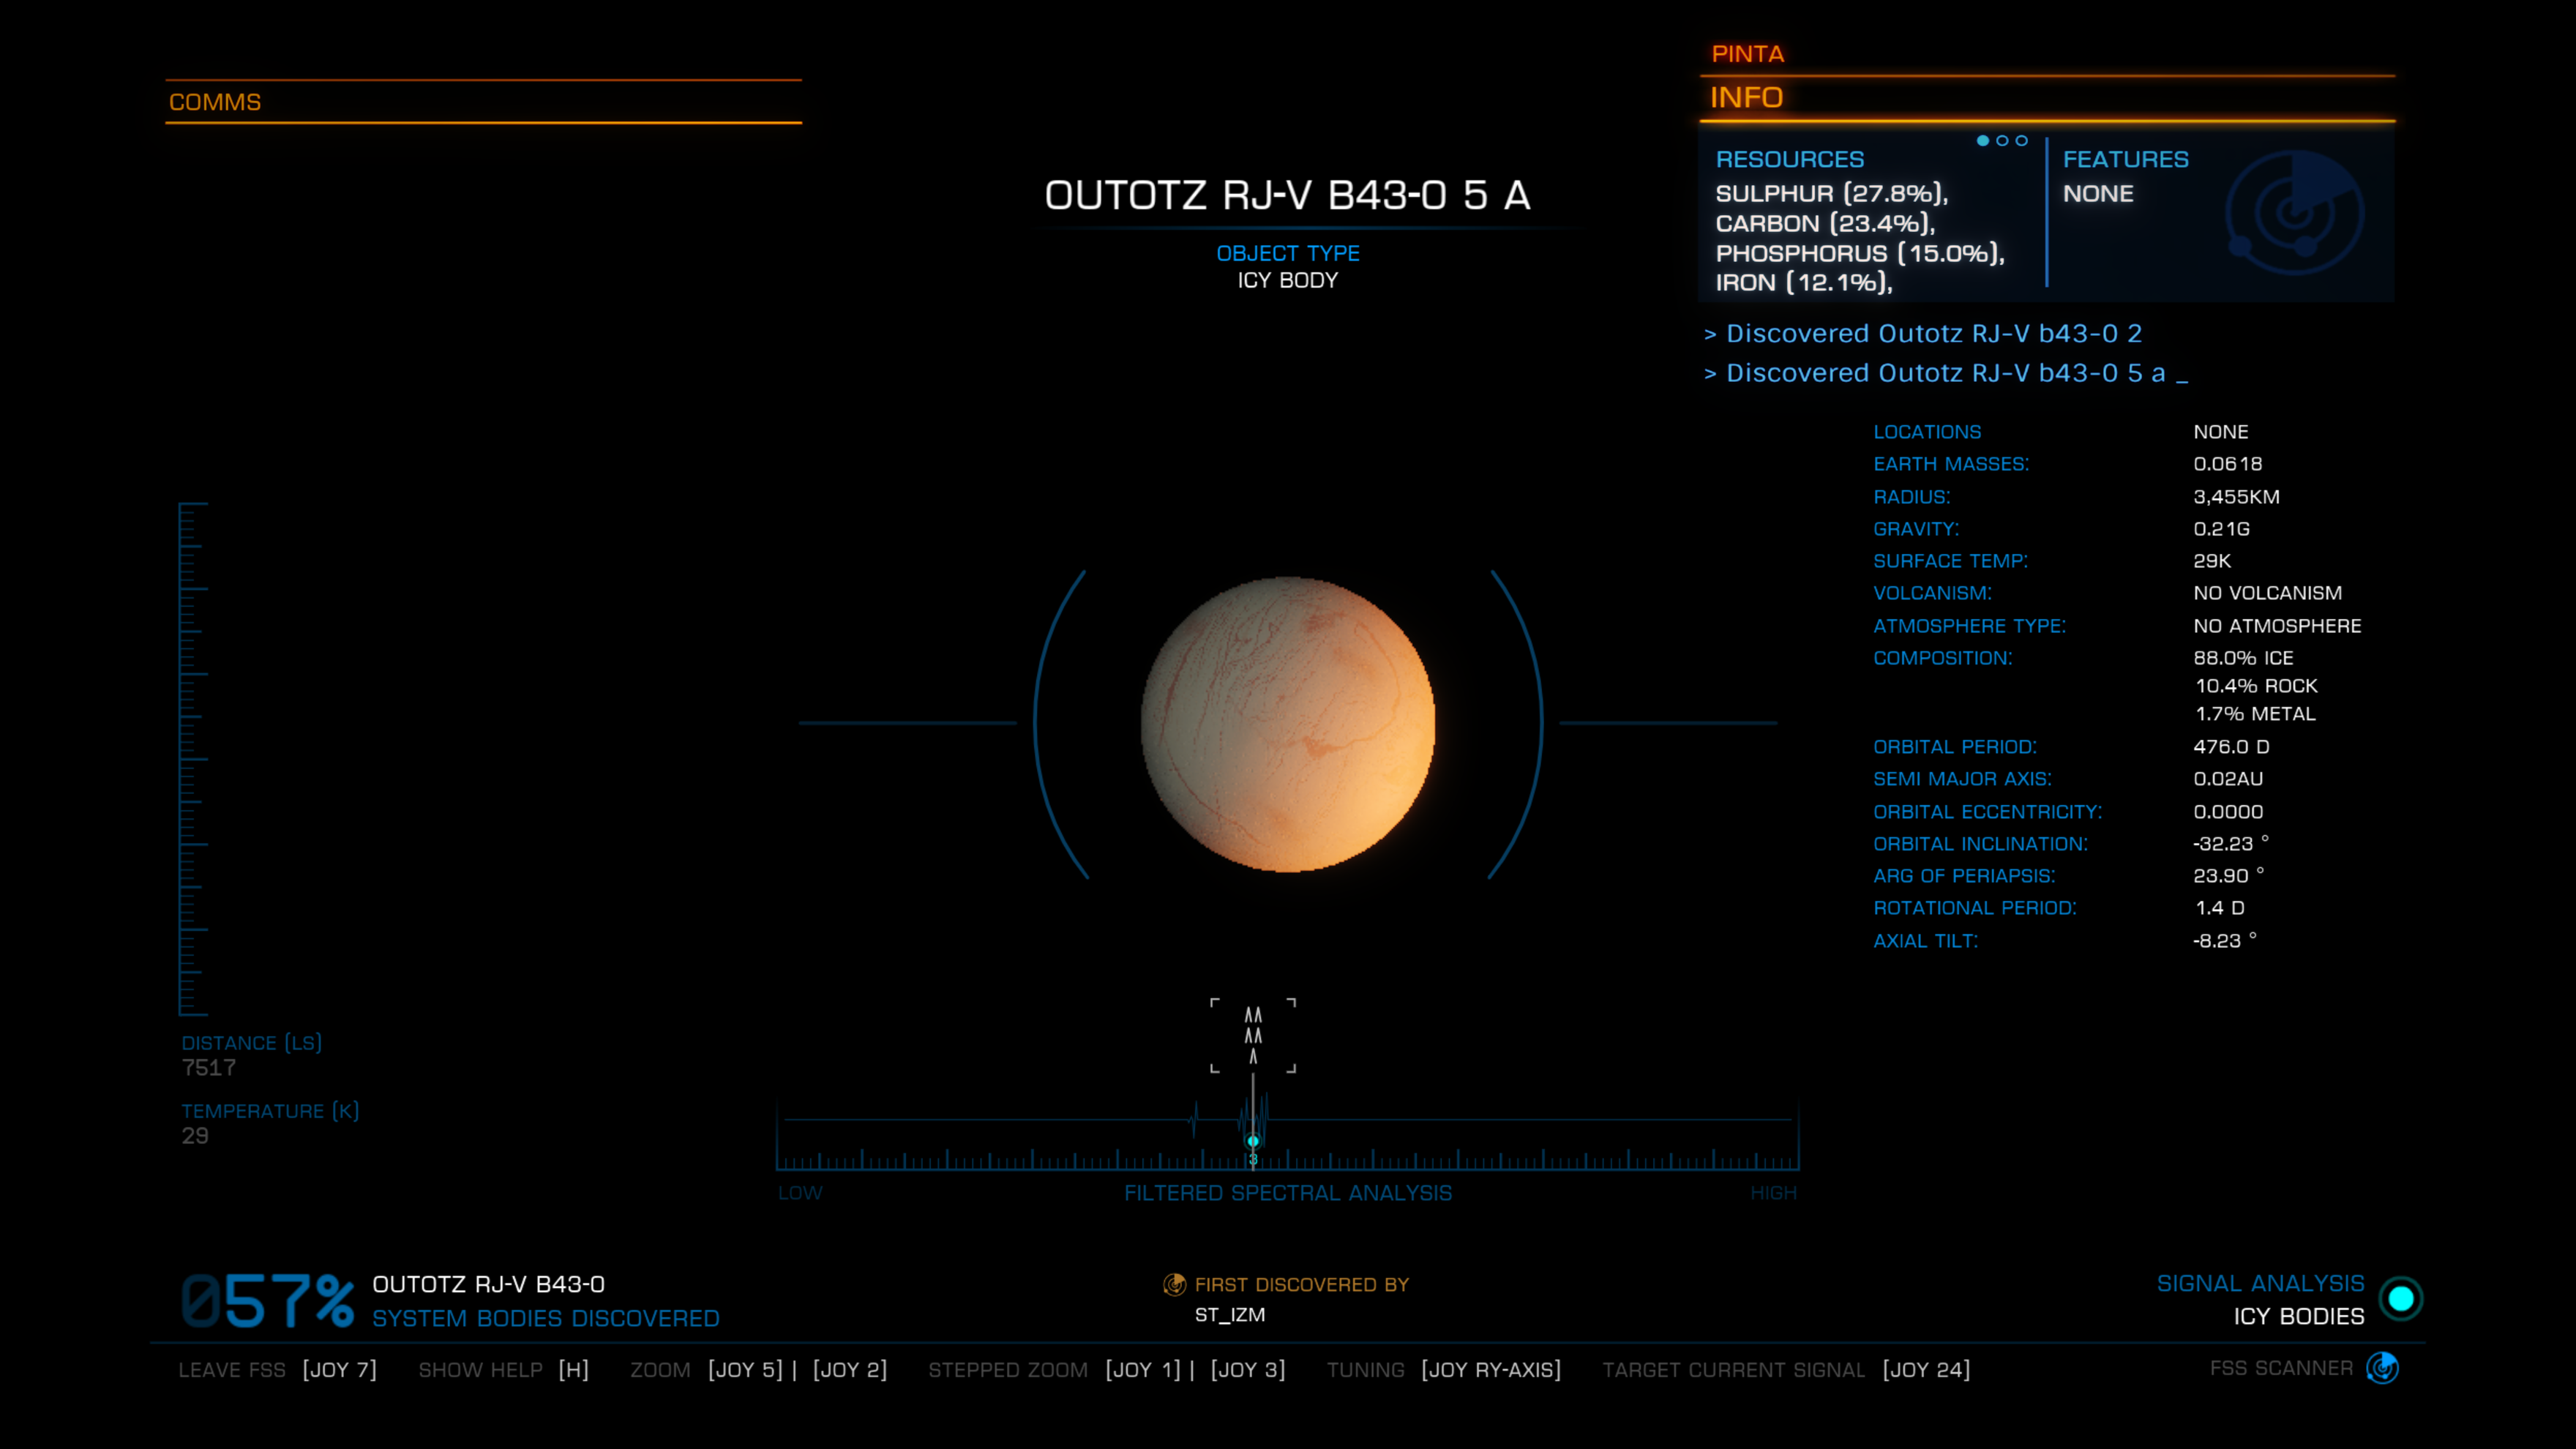 PINTA
COMMS
INFO
RESOURCES
SULPHUR (27.8%),
CARBON (23.4%),
PHOSPHORUS (15.0%),
IRON (12.1%),
FEATURES
NONE
OUTOTZ RJ-V B43-0 5 A
OBJECT TYPE
ICY BODY
> Discovered Outotz RJ-V b43-0 2
> Discovered Outotz RJ-V b43-0 5 a _
LOCATIONS NONE
EARTH MASSES: 0.0618
RADIUS: 3,455KM
GRAVITY: 0.21G
SURFACE TEMP: 29K
VOLCANISM: NO VOLCANISM
ATMOSPHERE TYPE: NO ATMOSPHERE
COMPOSITION: 88.0% ICE
10.4% ROCK
1.7% METAL
ORBITAL PERIOD: 476.0 D
SEMI MAJOR AXIS: 0.02AU
ORBITAL ECCENTRICITY: 0.0000
ORBITAL INCLINATION: -32.23 °
ARG OF PERIAPSIS: 23.90 °
ROTATIONAL PERIOD: 1.4 D
AXIAL TILT: -8.23 °
DISTANCE (LS)
7517
TEMPERATURE (K)
29
3
LOW FILTERED SPECTRAL ANALYSIS HIGH
057% OUTOTZ RJ-V B43-0
SYSTEM BODIES DISCOVERED
FIRST DISCOVERED BY
ST_IZM
SIGNAL ANALYSIS
ICY BODIES
LEAVE FSS [JOY 7] SHOW HELP [H] ZOOM [JOY 5] | [JOY 2] STEPPED ZOOM [JOY 1] | [JOY 3] TUNING [JOY RY-AXIS] TARGET CURRENT SIGNAL [JOY 24] FSS SCANNER